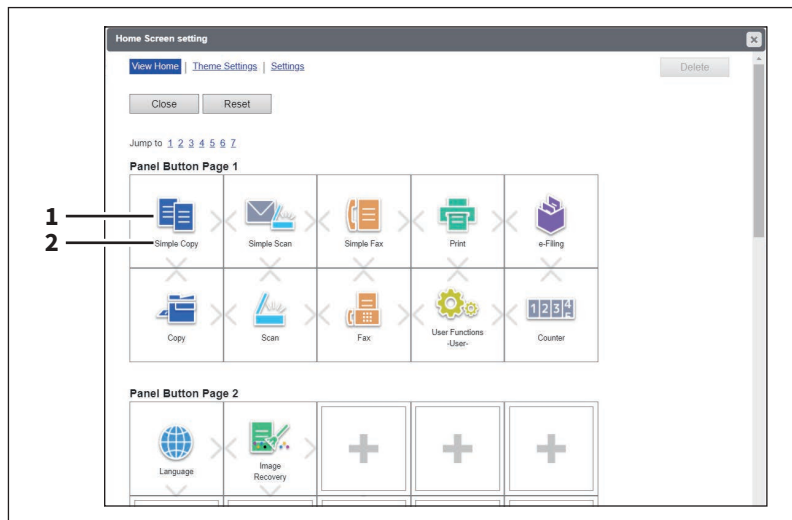 Home Screen setting
View Home | Theme Settings | Settings
Delete
Close Reset
Jump to 1 2 3 4 5 6 7
Panel Button Page 1
1
2
Simple Copy Simple Scan Simple Fax Print e-Filing
1234
Copy Scan Fax User Functions -User- Counter
Panel Button Page 2
Language Image Recovery